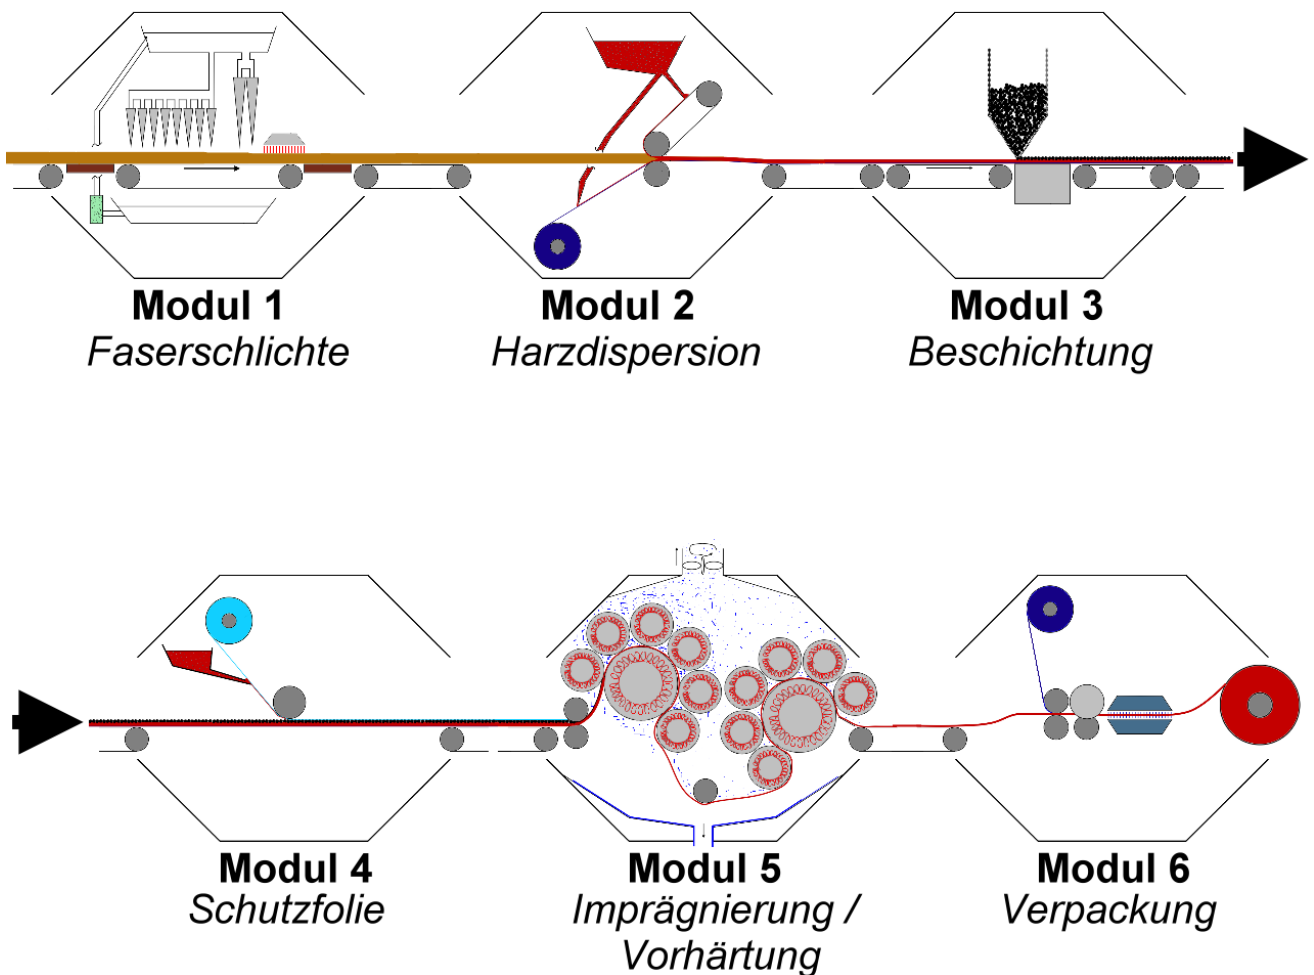 Modul 1
Faserschlichte
Modul 2
Harzdispersion
Modul 3
Beschichtung
Modul 4
Schutzfolie
Modul 5
Imprägnierung /
Vorhärtung
Modul 6
Verpackung